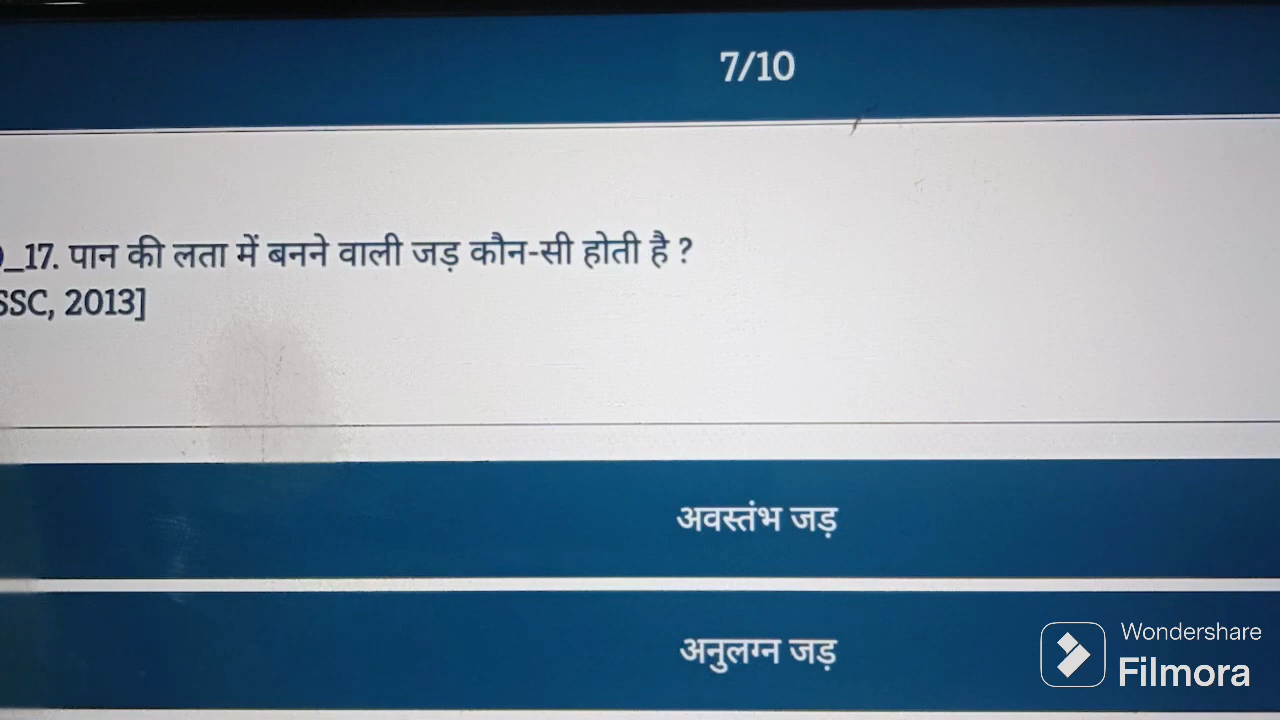 7/10
_17. पान की लता में बनने वाली जड़ कौन-सी होती है ?
SSC, 2013]
अवस्तंभ जड़
अनुलग्न जड़
Wondershare
Filmora